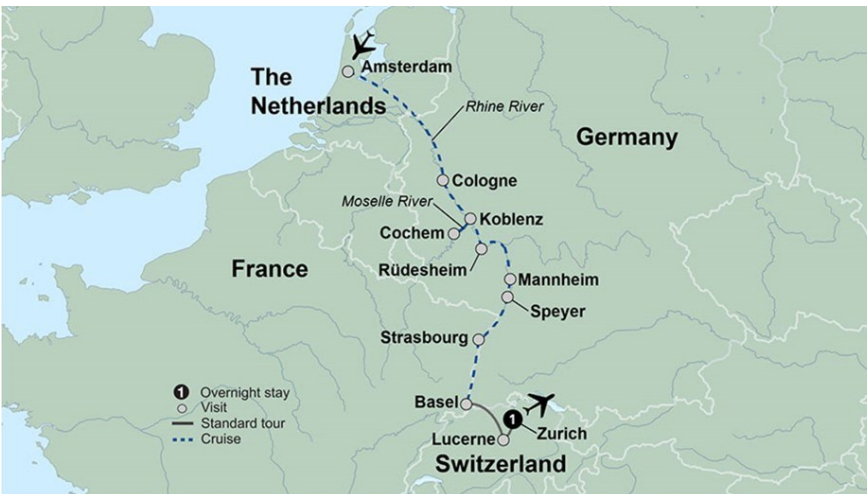 Amsterdam
The
Netherlands
Rhine River
Germany
Cologne
Moselle River
Koblenz
Cochem
Rüdesheim
France
Mannheim
Speyer
Strasbourg
1 Overnight stay
Visit
Standard tour
Cruise
Basel
1
Zurich
Lucerne
Switzerland